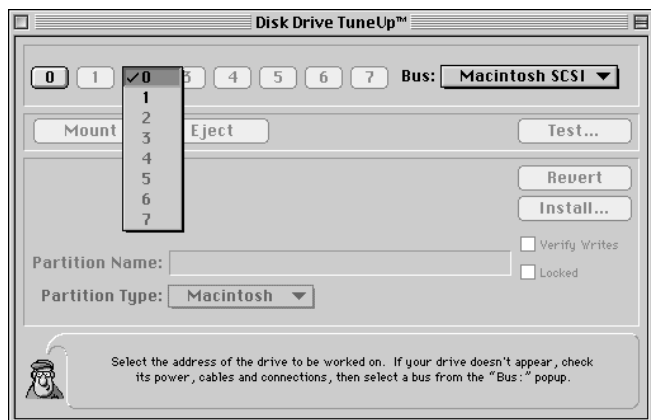 Disk Drive TuneUp™
0 1 ✓0 3 4 5 6 7 Bus: Macintosh SCSI
1
Mount 2 Eject Test...
3
4
5 Revert
6 Install...
7
Verify Writes
Partition Name:
Locked
Partition Type: Macintosh
Select the address of the drive to be worked on. If your drive doesn't appear, check
its power, cables and connections, then select a bus from the "Bus:" popup.